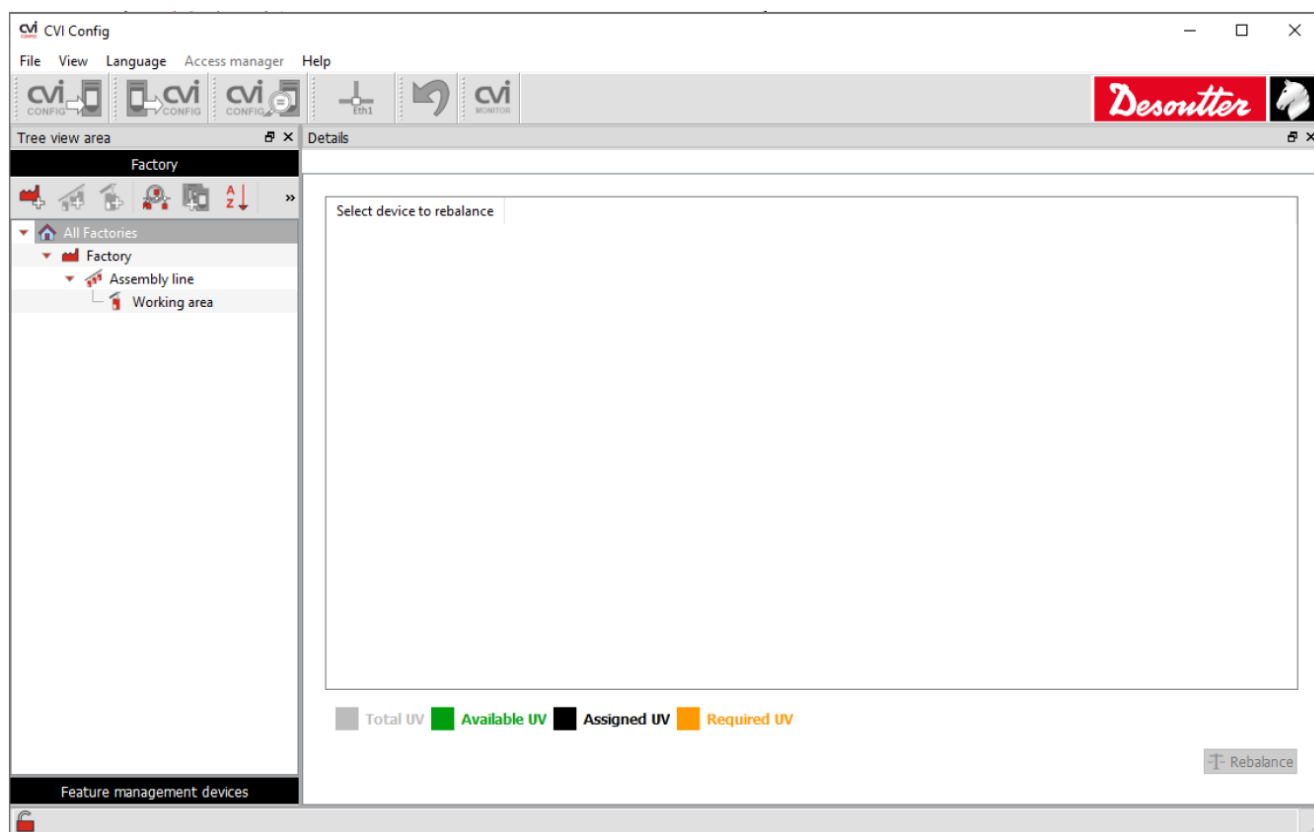 CVI CONFIG CVI Config
File View Language Access manager Help
CVI CONFIG CVI CONFIG CVI CONFIG Eth1 CVI MONITOR Desoutter
Tree view area
Details
Factory
A Z »
All Factories
Factory
Assembly line
Working area
Select device to rebalance
Total UV Available UV Assigned UV Required UV
Rebalance
Feature management devices